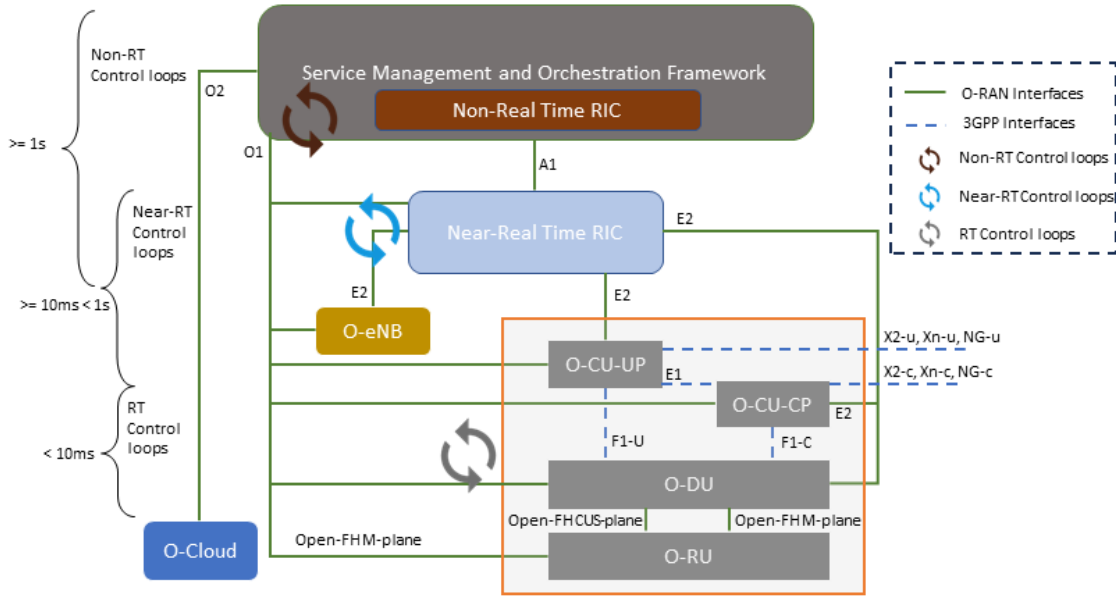 Non-RT
Control loops
>= 1s
Near-RT
Control
loops
>= 10ms < 1s
RT
Control
loops
< 10ms
O2
O1
Service Management and Orchestration Framework
Non-Real Time RIC
A1
Near-Real Time RIC
E2
E2
E2
O-eNB
O-CU-UP
E1
X2-u, Xn-u, NG-u
X2-c, Xn-c, NG-c
O-CU-CP
E2
F1-U
F1-C
O-DU
Open-FHCUS-plane
Open-FHM-plane
O-RU
Open-FHM-plane
O-Cloud
O-RAN Interfaces
3GPP Interfaces
Non-RT Control loops
Near-RT Control loops
RT Control loops